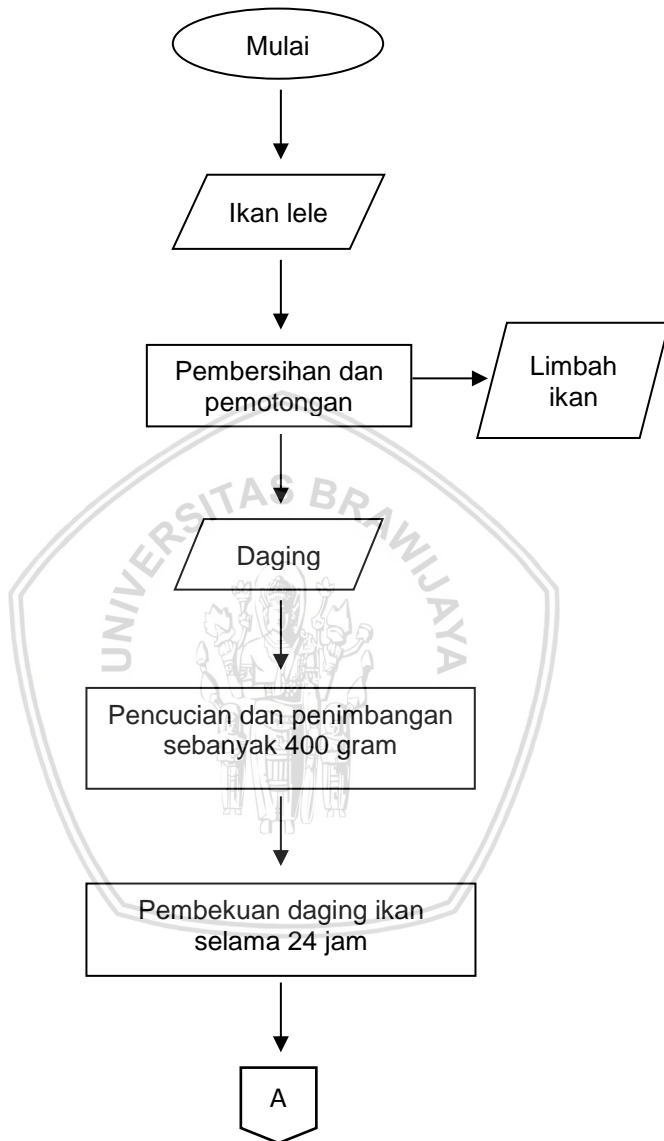 Mulai
Ikan lele
Pembersihan dan
pemotongan
Limbah
ikan
UNIVERSITAS BRAWIJAYA
Daging
Pencucian dan penimbangan
sebanyak 400 gram
Pembekuan daging ikan
selama 24 jam
A